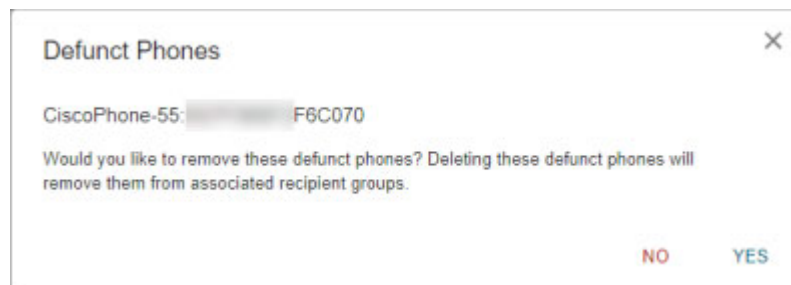 Defunct Phones
CiscoPhone-55: F6C070
Would you like to remove these defunct phones? Deleting these defunct phones will
remove them from associated recipient groups.
NO YES